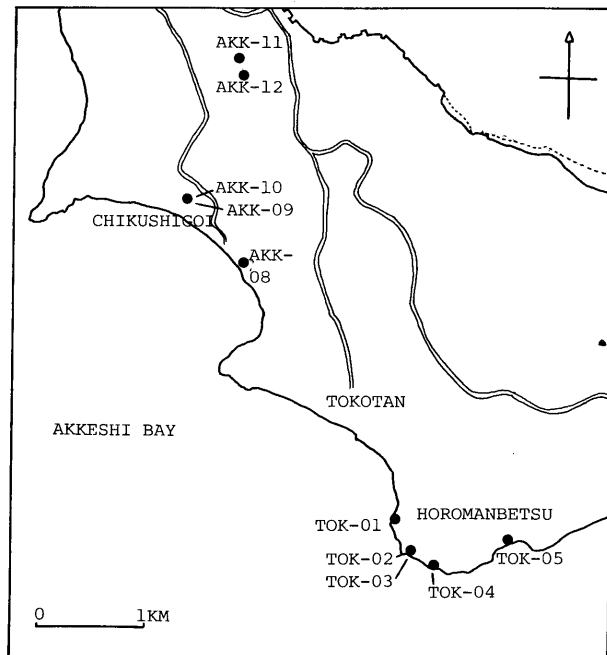 AKK-11
AKK-12
AKK-10
AKK-09
CHIKUSHIGOI
AKK-
08
TOKOTAN
AKKESHI BAY
HOROMANBETSU
TOK-01
TOK-02
TOK-03
TOK-05
TOK-04
0 1KM